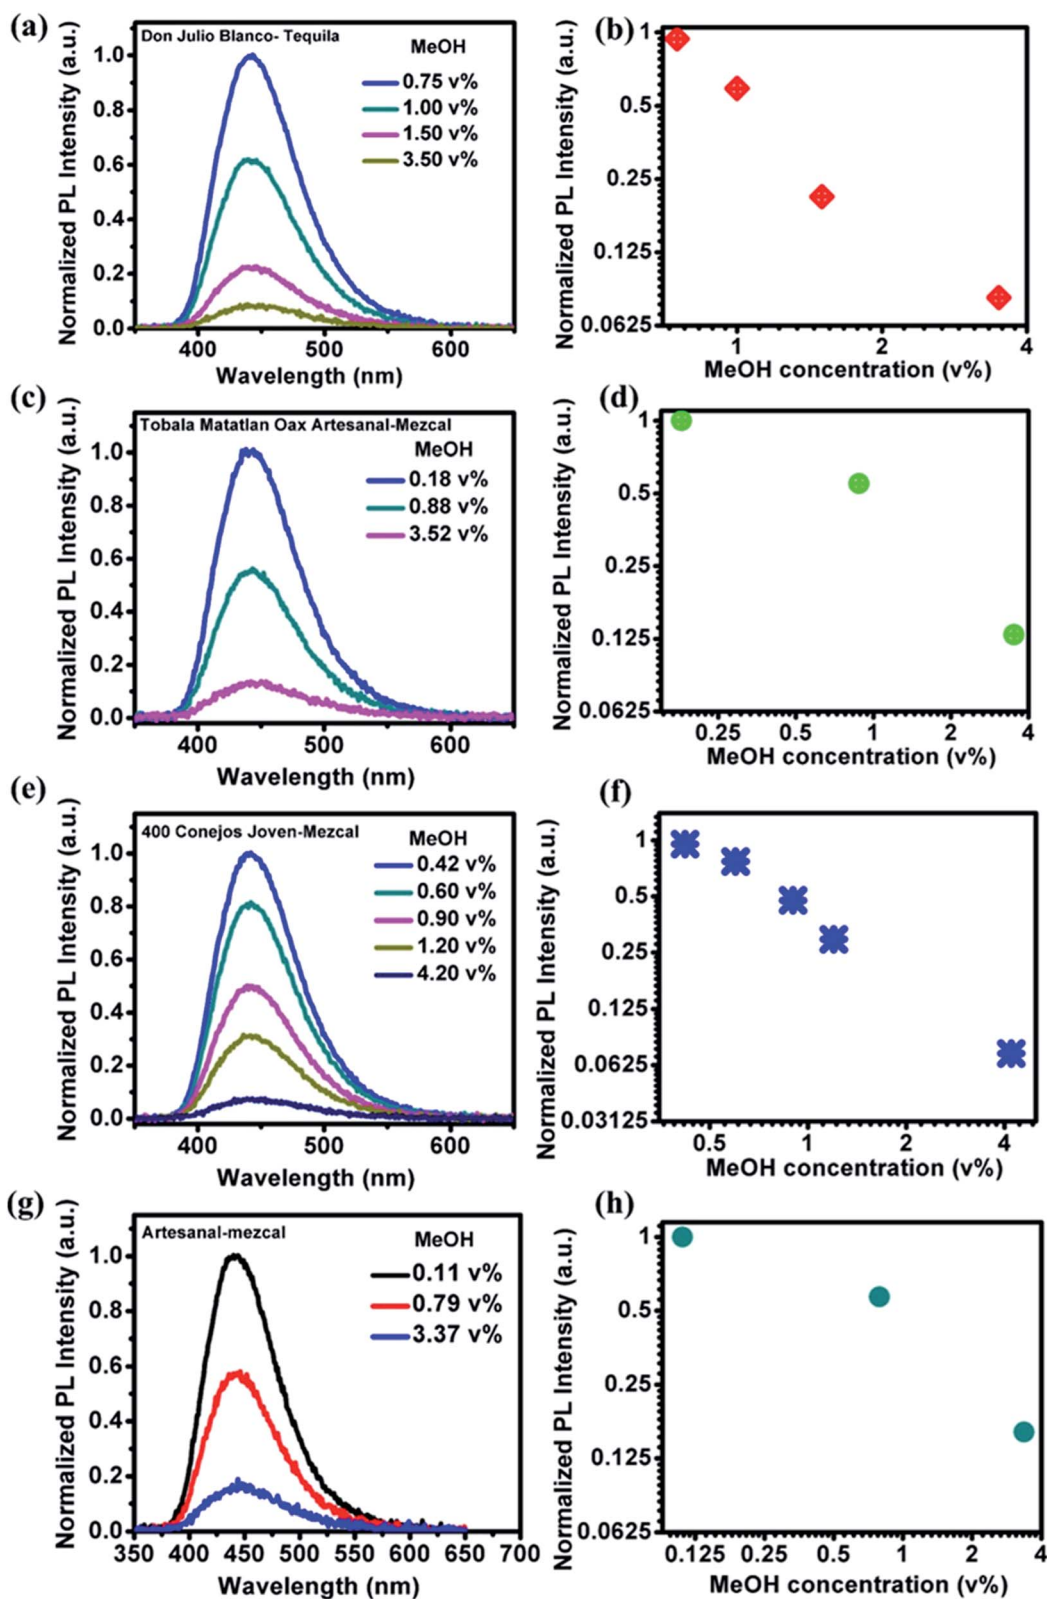 (a)
Don Julio Blanco- Tequila
MeOH
0.75 v%
1.00 v%
1.50 v%
3.50 v%
Normalized PL Intensity (a.u.)
1.0
0.8
0.6
0.4
0.2
0.0
400 500 600
Wavelength (nm)
(b)
Normalized PL Intensity (a.u.)
1
0.5
0.25
0.125
0.0625
1 2 4
MeOH concentration (v%)
(c)
Tobala Matatlan Oax Artesanal-Mezcal
MeOH
0.18 v%
0.88 v%
3.52 v%
Normalized PL Intensity (a.u.)
1.0
0.8
0.6
0.4
0.2
0.0
400 500 600
Wavelength (nm)
(d)
Normalized PL Intensity (a.u.)
1
0.5
0.25
0.125
0.0625
0.25 0.5 1 2 4
MeOH concentration (v%)
(e)
400 Conejos Joven-Mezcal
MeOH
0.42 v%
0.60 v%
0.90 v%
1.20 v%
4.20 v%
Normalized PL Intensity (a.u.)
1.0
0.8
0.6
0.4
0.2
0.0
400 500 600
Wavelength (nm)
(f)
Normalized PL Intensity (a.u.)
1
0.5
0.25
0.125
0.0625
0.03125
0.5 1 2 4
MeOH concentration (v%)
(g)
Artesanal-mezcal
MeOH
0.11 v%
0.79 v%
3.37 v%
Normalized PL Intensity (a.u.)
1.0
0.8
0.6
0.4
0.2
0.0
350 400 450 500 550 600 650 700
Wavelength (nm)
(h)
Normalized PL Intensity (a.u.)
1
0.5
0.25
0.125
0.0625
0.125 0.25 0.5 1 2 4
MeOH concentration (v%)